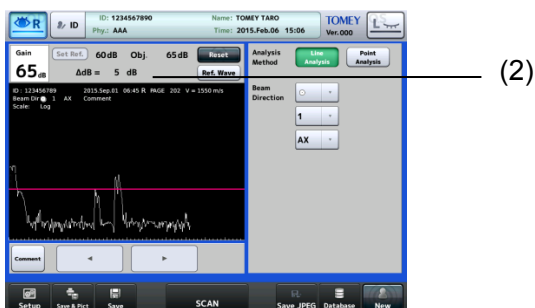 R ID
ID: 1234567890 Name: TOMEY TARO
Phy.: AAA Time: 2015.Feb.06 15:06
TOMEY
Ver.000
Gain
65 dB
Set Ref. 60dB Obj. 65dB Reset
ΔdB = 5 dB Ref. Wave
(2)
Analysis Method
Line Analysis
Point Analysis
ID : 123456789 2015.Sep.01 06:45 R PAGE 202 V = 1550 m/s
Beam Dir 1 AX Comment
Scale: Log
Beam Direction
1
AX
Comment
Setup
Save & Pict
Save
SCAN
Save JPEG
Database
New